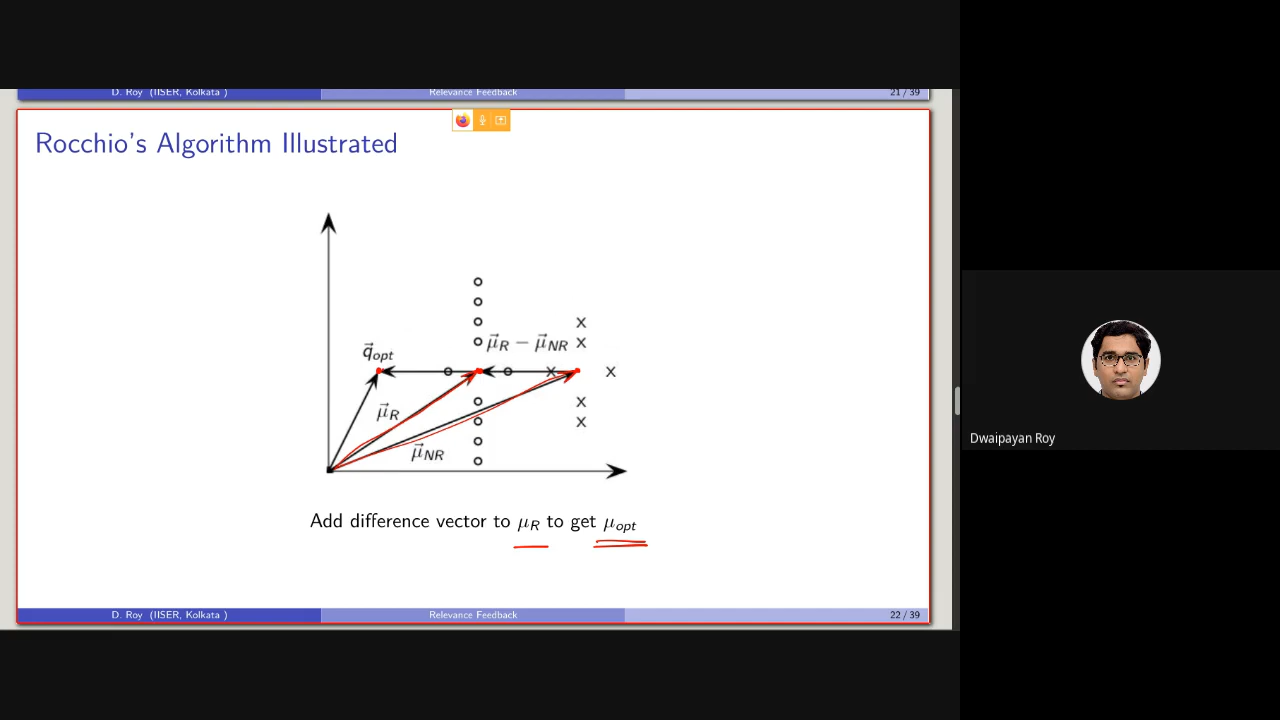 D. Roy (IISER, Kolkata ) Relevance Feedback 21 / 39
Rocchio's Algorithm Illustrated
q⃗opt
μ⃗R − μ⃗NR
μ⃗R
μ⃗NR
Add difference vector to μR to get μopt
D. Roy (IISER, Kolkata ) Relevance Feedback 22 / 39
Dwaipayan Roy